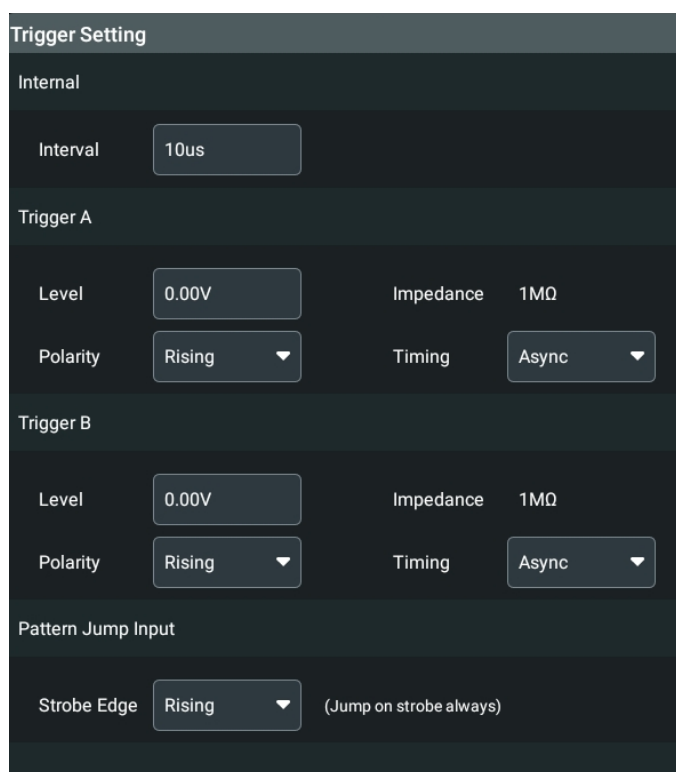 Trigger Setting
Internal
Interval 10us
Trigger A
Level 0.00V Impedance 1MΩ
Polarity Rising Timing Async
Trigger B
Level 0.00V Impedance 1MΩ
Polarity Rising Timing Async
Pattern Jump Input
Strobe Edge Rising (Jump on strobe always)